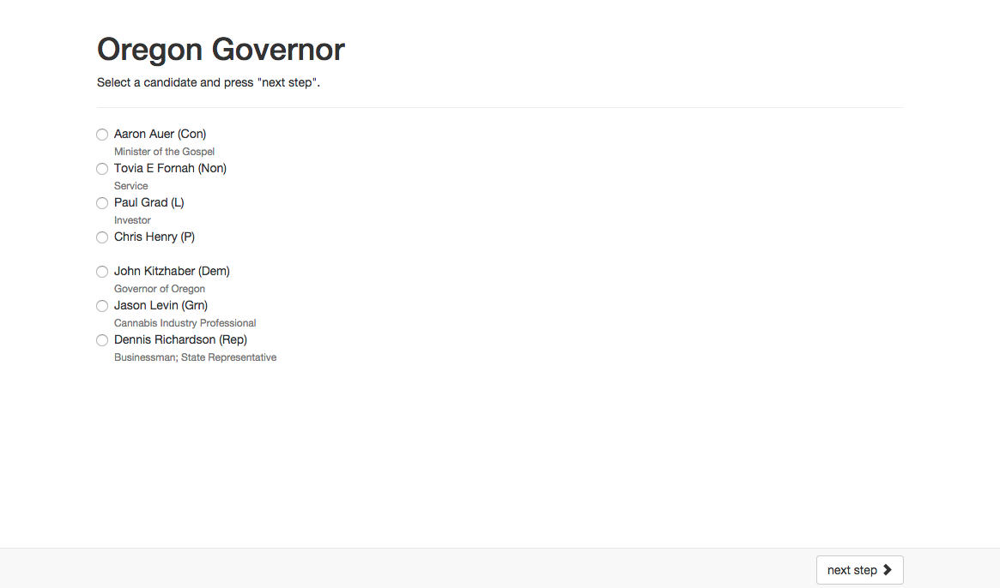 Oregon Governor
Select a candidate and press "next step".
Aaron Auer (Con)
Minister of the Gospel
Tovia E Fornah (Non)
Service
Paul Grad (L)
Investor
Chris Henry (P)
John Kitzhaber (Dem)
Governor of Oregon
Jason Levin (Grn)
Cannabis Industry Professional
Dennis Richardson (Rep)
Businessman; State Representative
next step